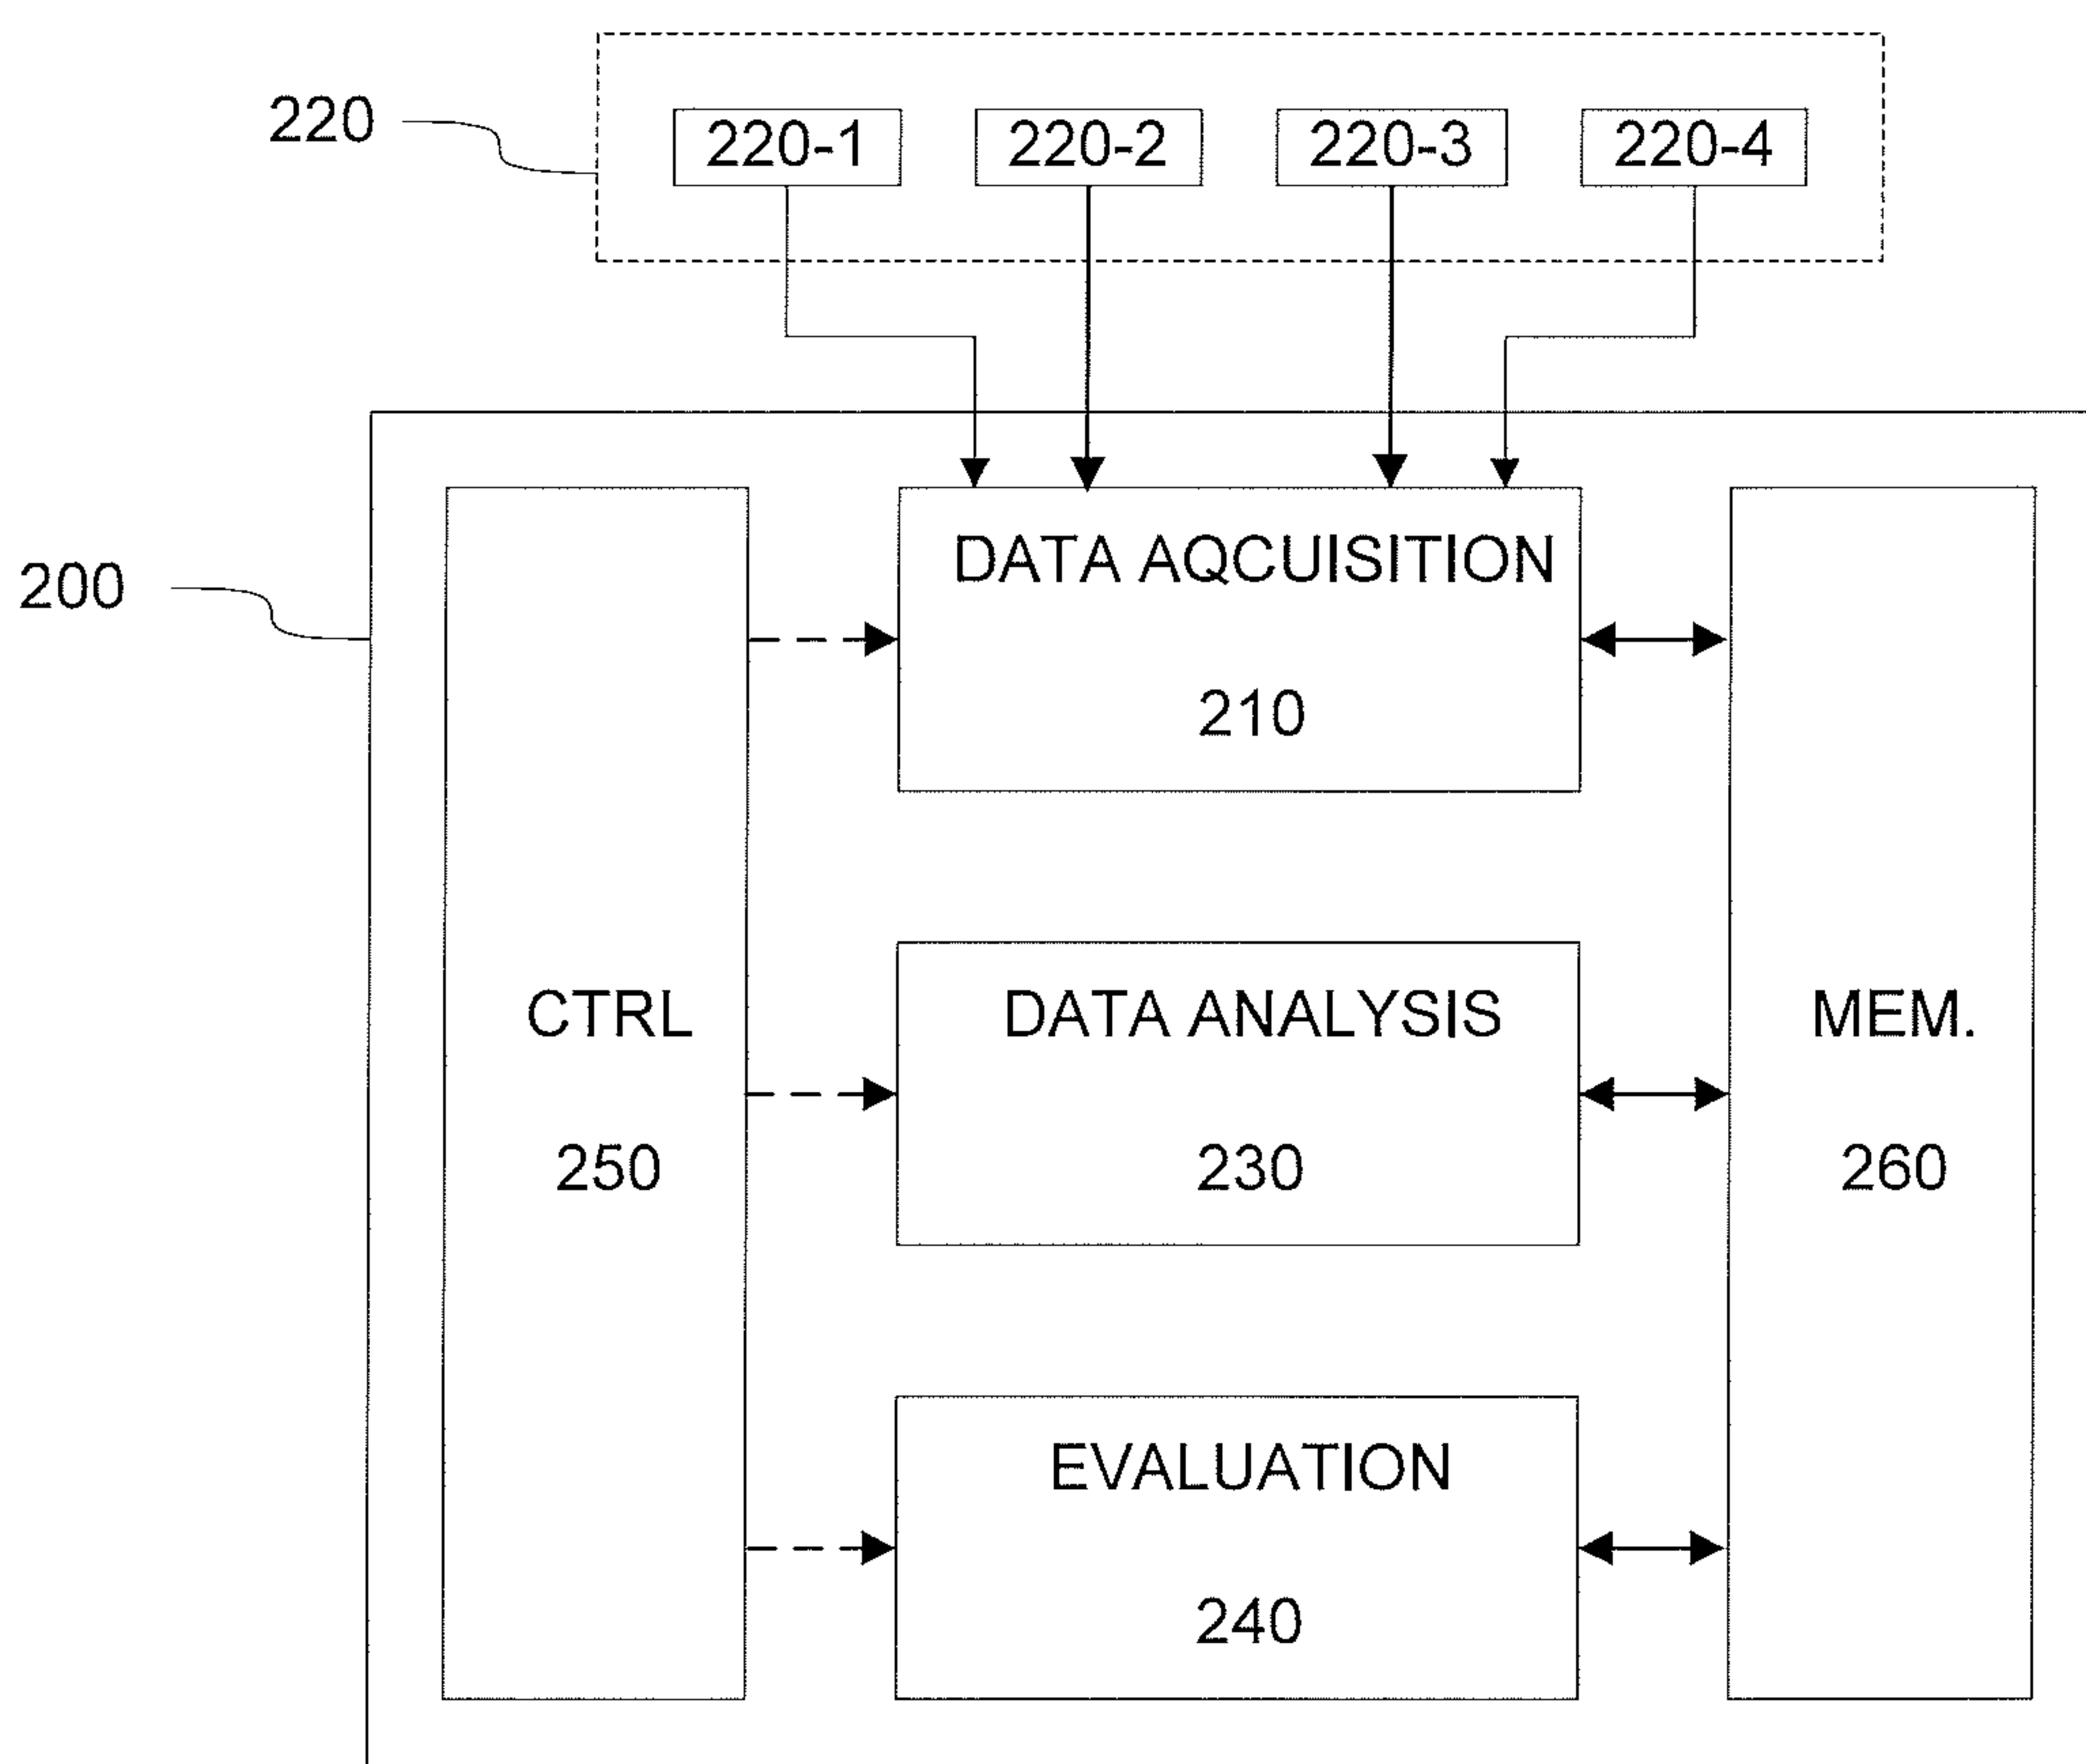 220
220-1
220-2
220-3
220-4
200
DATA AQCUISITION
210
CTRL
250
DATA ANALYSIS
230
MEM.
260
EVALUATION
240